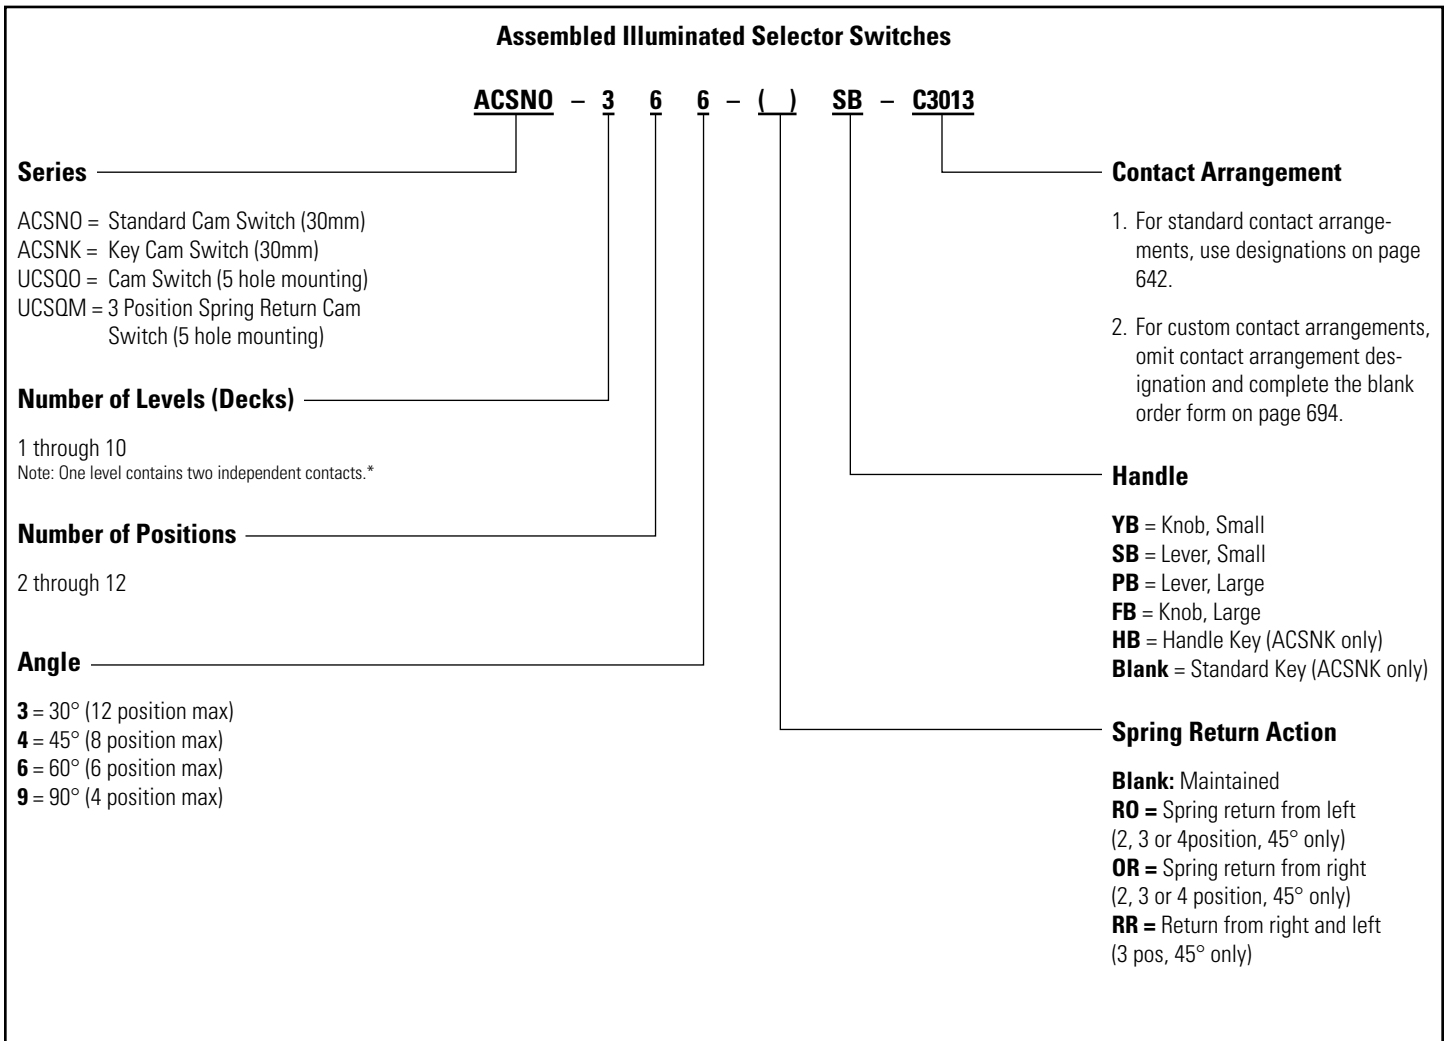 Assembled Illuminated Selector Switches
ACSNO – 3 6 6 – ( ) SB – C3013
Series
ACSNO = Standard Cam Switch (30mm)
ACSNK = Key Cam Switch (30mm)
UCSQO = Cam Switch (5 hole mounting)
UCSQM = 3 Position Spring Return Cam
Switch (5 hole mounting)
Number of Levels (Decks)
1 through 10
Note: One level contains two independent contacts.*
Number of Positions
2 through 12
Angle
3 = 30° (12 position max)
4 = 45° (8 position max)
6 = 60° (6 position max)
9 = 90° (4 position max)
Contact Arrangement
1. For standard contact arrange-
ments, use designations on page
642.
2. For custom contact arrangements,
omit contact arrangement des-
ignation and complete the blank
order form on page 694.
Handle
YB = Knob, Small
SB = Lever, Small
PB = Lever, Large
FB = Knob, Large
HB = Handle Key (ACSNK only)
Blank = Standard Key (ACSNK only)
Spring Return Action
Blank: Maintained
RO = Spring return from left
(2, 3 or 4position, 45° only)
OR = Spring return from right
(2, 3 or 4 position, 45° only)
RR = Return from right and left
(3 pos, 45° only)